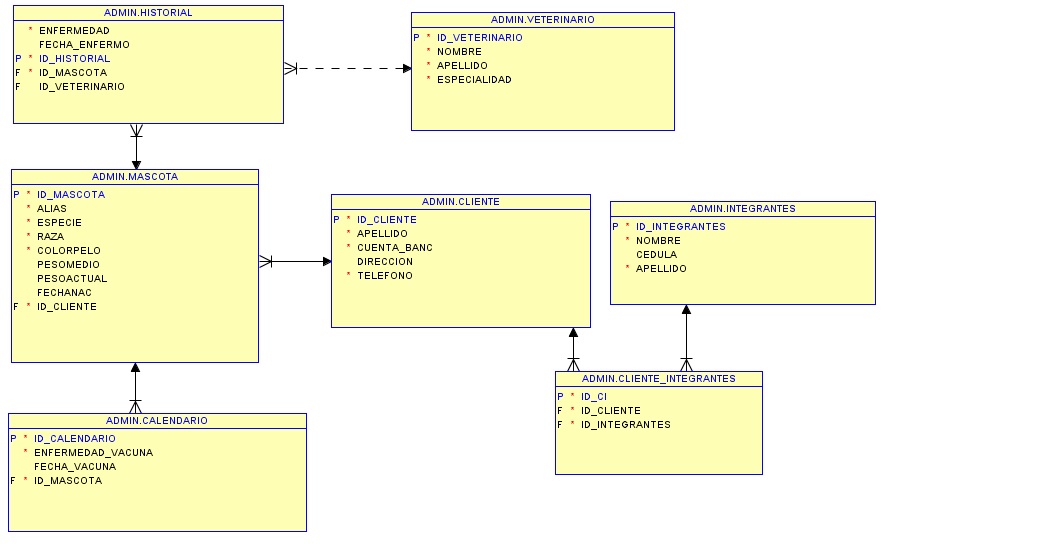 ADMIN.HISTORIAL
* ENFERMEDAD
FECHA_ENFERMO
P * ID_HISTORIAL
F * ID_MASCOTA
F ID_VETERINARIO
ADMIN.VETERINARIO
P * ID_VETERINARIO
* NOMBRE
* APELLIDO
* ESPECIALIDAD
ADMIN.MASCOTA
P * ID_MASCOTA
* ALIAS
* ESPECIE
* RAZA
* COLORPELO
PESOMEDIO
PESOACTUAL
FECHANAC
F * ID_CLIENTE
ADMIN.CLIENTE
P * ID_CLIENTE
* APELLIDO
* CUENTA_BANC
DIRECCION
* TELEFONO
ADMIN.INTEGRANTES
P * ID_INTEGRANTES
* NOMBRE
CEDULA
* APELLIDO
ADMIN.CLIENTE_INTEGRANTES
P * ID_CI
F * ID_CLIENTE
F * ID_INTEGRANTES
ADMIN.CALENDARIO
P * ID_CALENDARIO
* ENFERMEDAD_VACUNA
FECHA_VACUNA
F * ID_MASCOTA